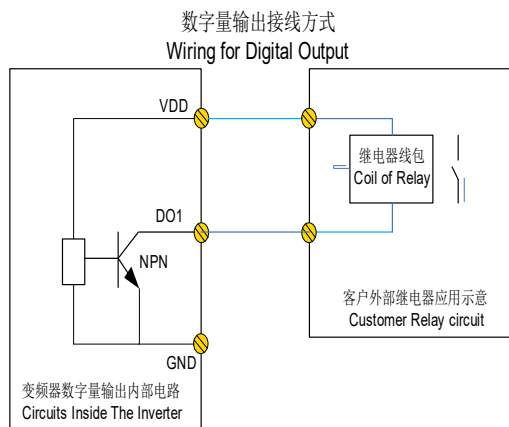 数字量输出接线方式
Wiring for Digital Output
VDD
继电器线包
Coil of Relay
DO1
NPN
客户外部继电器应用示意
Customer Relay circuit
GND
变频器数字量输出内部电路
Circuits Inside The Inverter